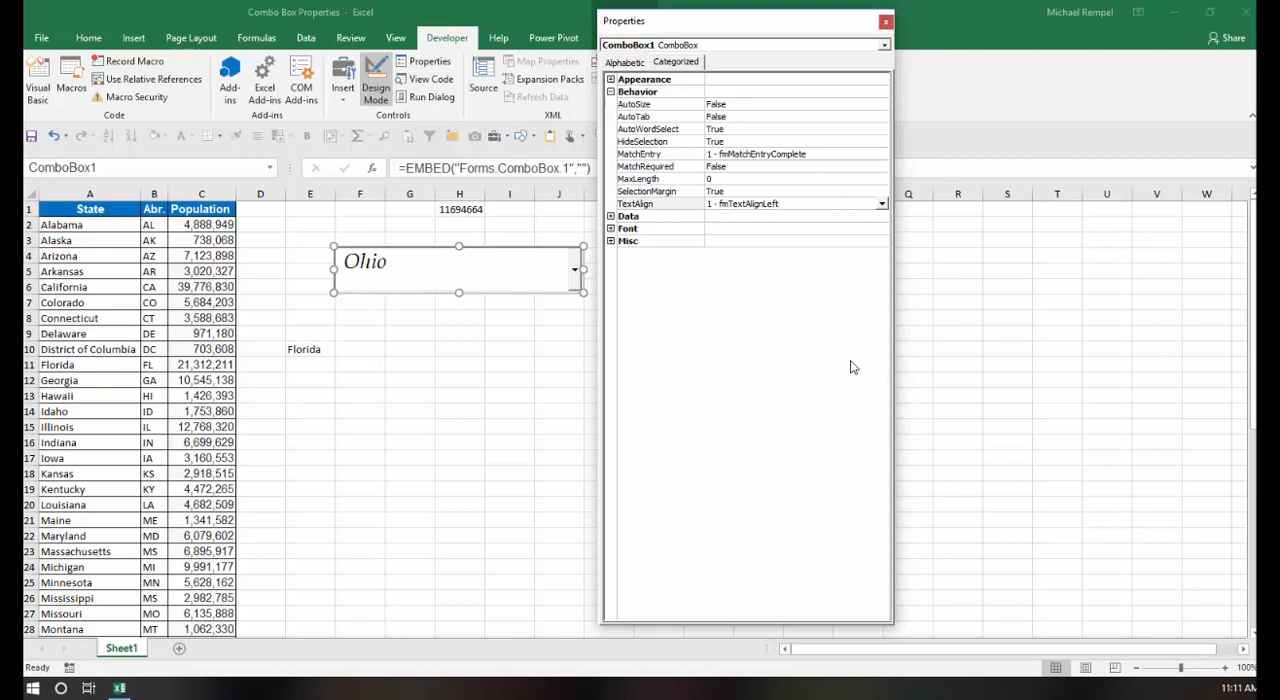 Combo Box Properties - Excel
Michael Rempel
File Home Insert Page Layout Formulas Data Review View Developer Help Power Pivot
Share
Visual Basic
Macros
Record Macro
Use Relative References
Macro Security
Code
Add-ins
Excel Add-ins
COM Add-ins
Add-ins
Insert
Design Mode
Properties
View Code
Run Dialog
Controls
Source
Map Properties
Expansion Packs
Refresh Data
XML
ComboBox1
=EMBED("Forms.ComboBox.1","")
A B C D E F G H I J Q R S T U V W
1 State Abr. Population 11694664
2 Alabama AL 4,888,949
3 Alaska AK 738,068
4 Arizona AZ 7,123,898
5 Arkansas AR 3,020,327
6 California CA 39,776,830
7 Colorado CO 5,684,203
8 Connecticut CT 3,588,683
9 Delaware DE 971,180
10 District of Columbia DC 703,608 Florida
11 Florida FL 21,312,211
12 Georgia GA 10,545,138
13 Hawaii HI 1,426,393
14 Idaho ID 1,753,860
15 Illinois IL 12,768,320
16 Indiana IN 6,699,629
17 Iowa IA 3,160,553
18 Kansas KS 2,918,515
19 Kentucky KY 4,472,265
20 Louisiana LA 4,682,509
21 Maine ME 1,341,582
22 Maryland MD 6,079,602
23 Massachusetts MS 6,895,917
24 Michigan MI 9,991,177
25 Minnesota MN 5,628,162
26 Mississippi MS 2,982,785
27 Missouri MO 6,135,888
28 Montana MT 1,062,330
Ohio
Properties
ComboBox1 ComboBox
Alphabetic Categorized
Appearance
Behavior
AutoSize False
AutoTab False
AutoWordSelect True
HideSelection True
MatchEntry 1 - fmMatchEntryComplete
MatchRequired False
MaxLength 0
SelectionMargin True
TextAlign 1 - fmTextAlignLeft
Data
Font
Misc
Sheet1
Ready
100%
11:11 AM